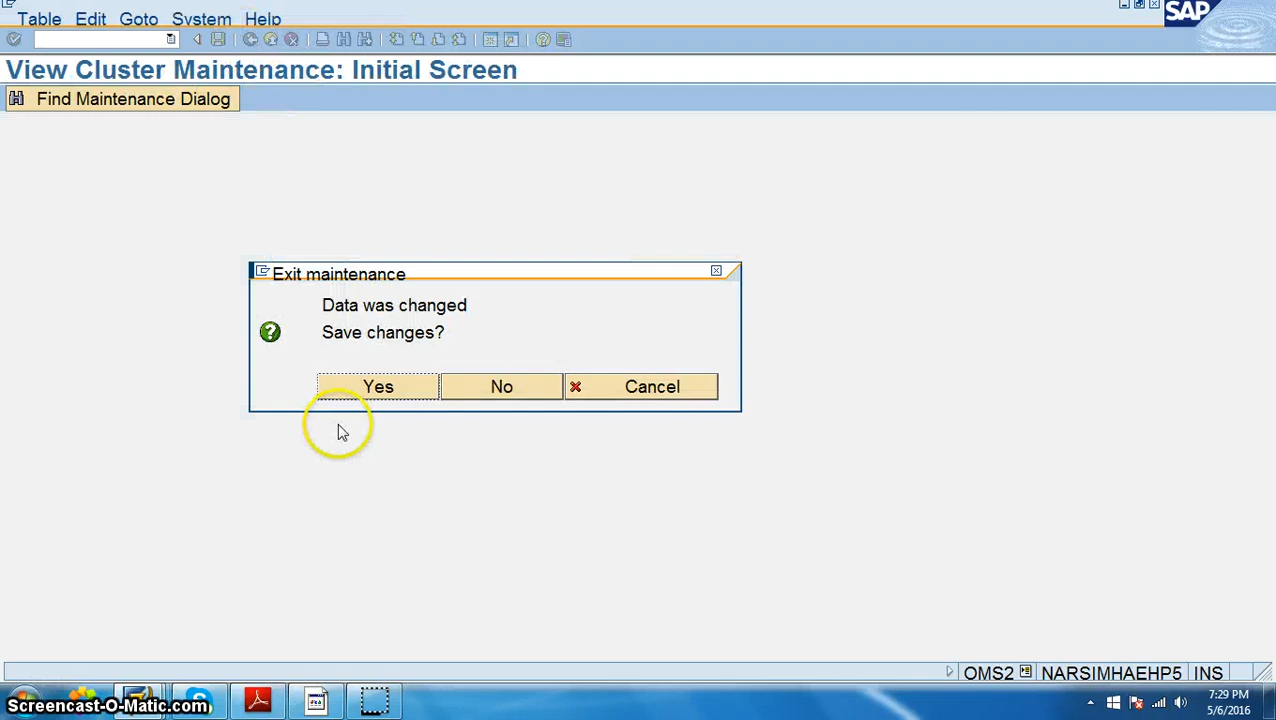 Table Edit Goto System Help
SAP
View Cluster Maintenance: Initial Screen
Find Maintenance Dialog
Exit maintenance
Data was changed
Save changes?
Yes No Cancel
OMS2 NARSIMHAEHP5 INS
Screencast-O-Matic.com
7:29 PM
5/6/2016